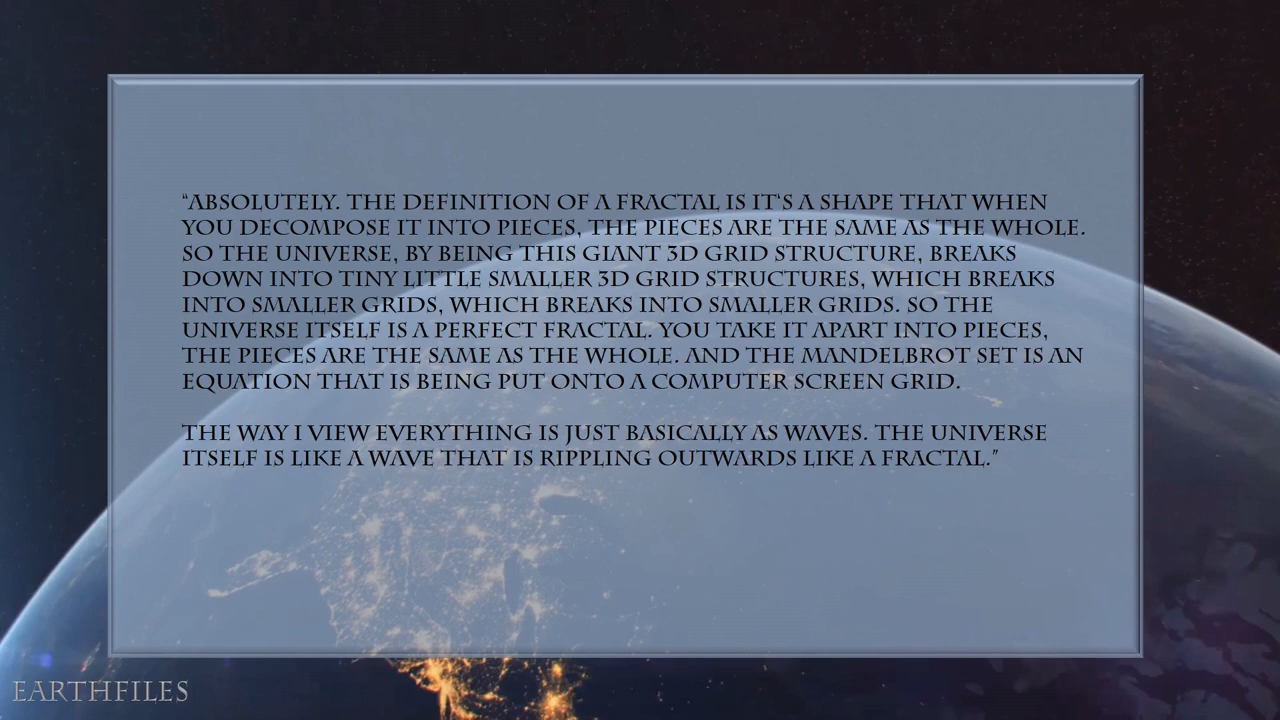 “ABSOLUTELY. THE DEFINITION OF A FRACTAL IS IT'S A SHAPE THAT WHEN
YOU DECOMPOSE IT INTO PIECES, THE PIECES ARE THE SAME AS THE WHOLE.
SO THE UNIVERSE, BY BEING THIS GIANT 3D GRID STRUCTURE, BREAKS
DOWN INTO TINY LITTLE SMALLER 3D GRID STRUCTURES, WHICH BREAKS
INTO SMALLER GRIDS, WHICH BREAKS INTO SMALLER GRIDS. SO THE
UNIVERSE ITSELF IS A PERFECT FRACTAL. YOU TAKE IT APART INTO PIECES,
THE PIECES ARE THE SAME AS THE WHOLE. AND THE MANDELBROT SET IS AN
EQUATION THAT IS BEING PUT ONTO A COMPUTER SCREEN GRID.
THE WAY I VIEW EVERYTHING IS JUST BASICALLY AS WAVES. THE UNIVERSE
ITSELF IS LIKE A WAVE THAT IS RIPPLING OUTWARDS LIKE A FRACTAL.”
EARTHFILES